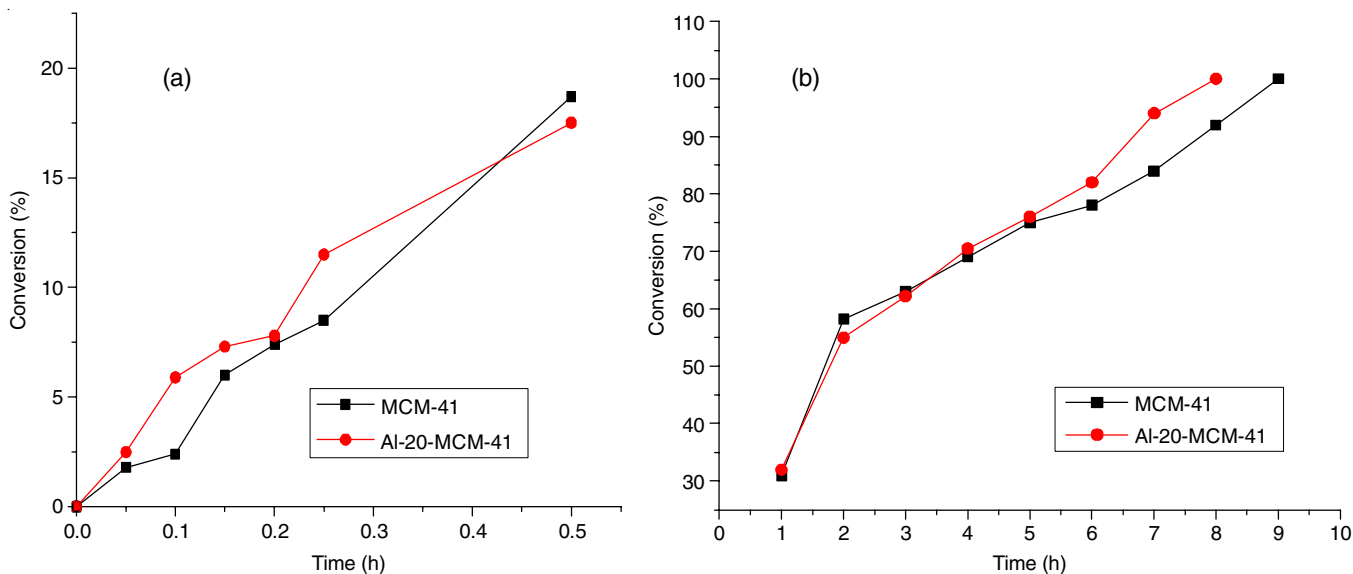 (a)
Conversion (%)
20
15
10
5
0
0.0 0.1 0.2 0.3 0.4 0.5
Time (h)
MCM-41
Al-20-MCM-41
(b)
Conversion (%)
110
100
90
80
70
60
50
40
30
0 1 2 3 4 5 6 7 8 9 10
Time (h)
MCM-41
Al-20-MCM-41